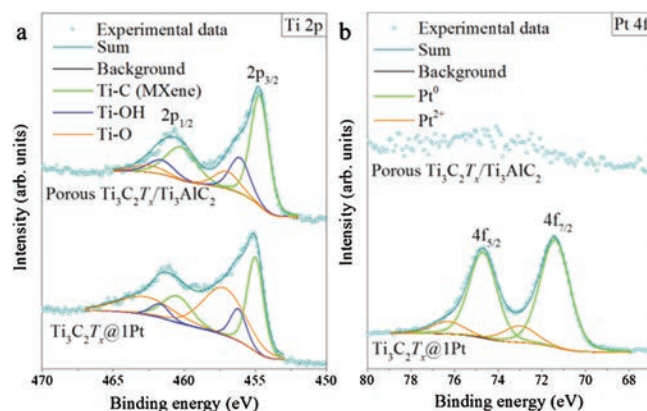 a
Ti 2p
Experimental data
Sum
Background
Ti-C (MXene)
Ti-OH
Ti-O
2p₃/₂
2p₁/₂
Porous Ti₃C₂Tₓ/Ti₃AlC₂
Ti₃C₂Tₓ@1Pt
Intensity (arb. units)
470 465 460 455 450
Binding energy (eV)
b
Pt 4f
Experimental data
Sum
Background
Pt⁰
Pt²⁺
Porous Ti₃C₂Tₓ/Ti₃AlC₂
4f₅/₂
4f₇/₂
Ti₃C₂Tₓ@1Pt
Intensity (arb. units)
80 76 72 68
Binding energy (eV)